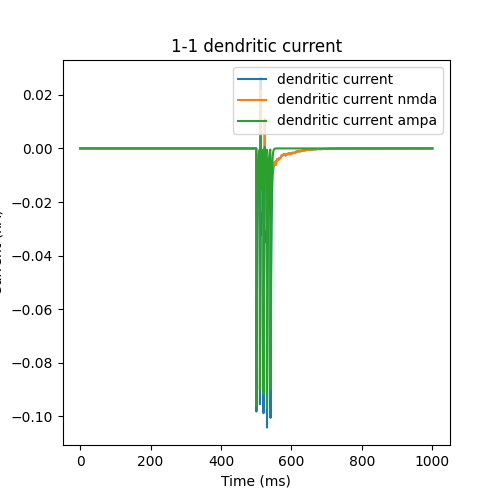 1-1 dendritic current
dendritic current
dendritic current nmda
dendritic current ampa
0.02
0.00
−0.02
−0.04
−0.06
−0.08
−0.10
0
200
400
600
800
1000
Time (ms)